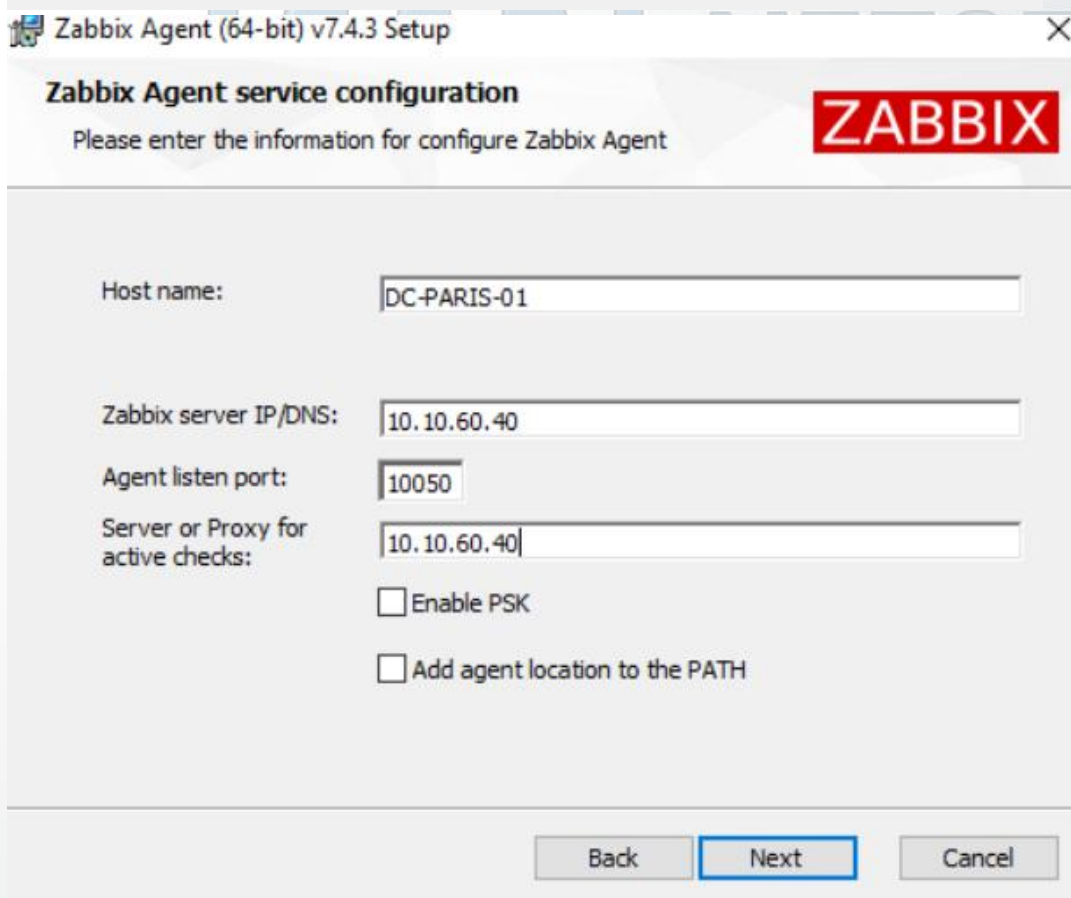 Zabbix Agent (64-bit) v7.4.3 Setup
Zabbix Agent service configuration
Please enter the information for configure Zabbix Agent
ZABBIX
Host name:
DC-PARIS-01
Zabbix server IP/DNS:
10.10.60.40
Agent listen port:
10050
Server or Proxy for
active checks:
10.10.60.40
Enable PSK
Add agent location to the PATH
Back
Next
Cancel